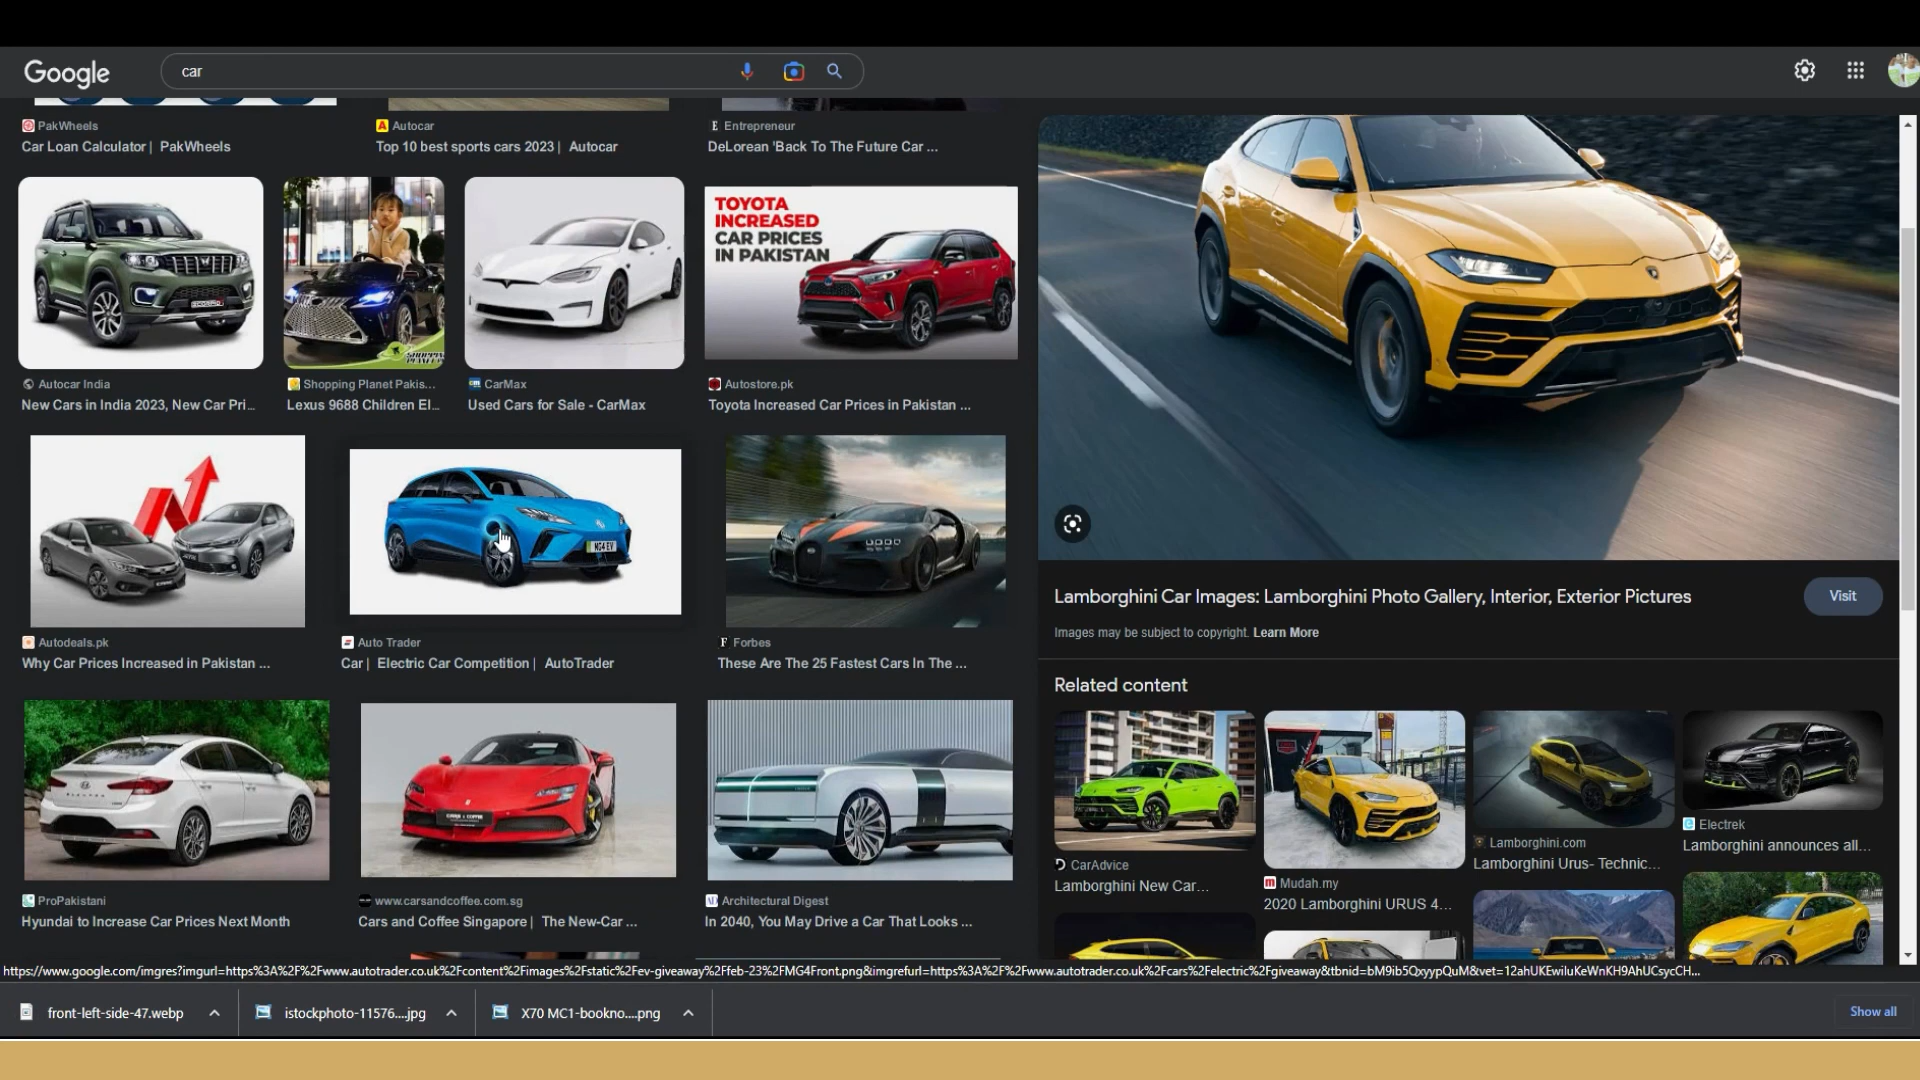 Google
car
PakWheels
Car Loan Calculator | PakWheels
Autocar
Top 10 best sports cars 2023 | Autocar
Entrepreneur
DeLorean 'Back To The Future Car ...
TOYOTA
INCREASED
CAR PRICES
IN PAKISTAN
Autocar India
New Cars in India 2023, New Car Pri...
Shopping Planet Pakis...
Lexus 9688 Children El...
CarMax
Used Cars for Sale - CarMax
Autostore.pk
Toyota Increased Car Prices in Pakistan ...
MG4 EV
Autodeals.pk
Why Car Prices Increased in Pakistan ...
Auto Trader
Car | Electric Car Competition | AutoTrader
Forbes
These Are The 25 Fastest Cars In The ...
ProPakistani
Hyundai to Increase Car Prices Next Month
www.carsandcoffee.com.sg
Cars and Coffee Singapore | The New-Car ...
Architectural Digest
In 2040, You May Drive a Car That Looks ...
Lamborghini Car Images: Lamborghini Photo Gallery, Interior, Exterior Pictures
Visit
Images may be subject to copyright. Learn More
Related content
CarAdvice
Lamborghini New Car...
Mudah.my
2020 Lamborghini URUS 4...
Lamborghini.com
Lamborghini Urus- Technic...
Electrek
Lamborghini announces all...
https://www.google.com/imgres?imgurl=https%3A%2F%2Fwww.autotrader.co.uk%2Fcontent%2Fimages%2Fstatic%2Fev-giveaway%2Ffeb-23%2FMG4Front.png&imgrefurl=https%3A%2F%2Fwww.autotrader.co.uk%2Fcars%2Felectric%2Fgiveaway&tbnid=bM9ib5QxyypQuM&vet=12ahUKEwiluKeWnKH9AhUCsycCH...
front-left-side-47.webp
istockphoto-11576....jpg
X70 MC1-bookno....png
Show all